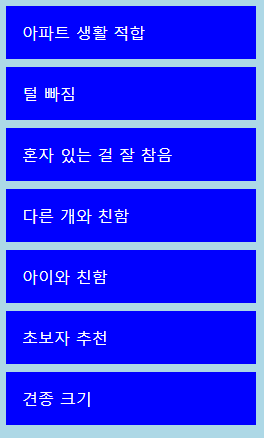 아파트 생활 적합
털 빠짐
혼자 있는 걸 잘 참음
다른 개와 친함
아이와 친함
초보자 추천
견종 크기